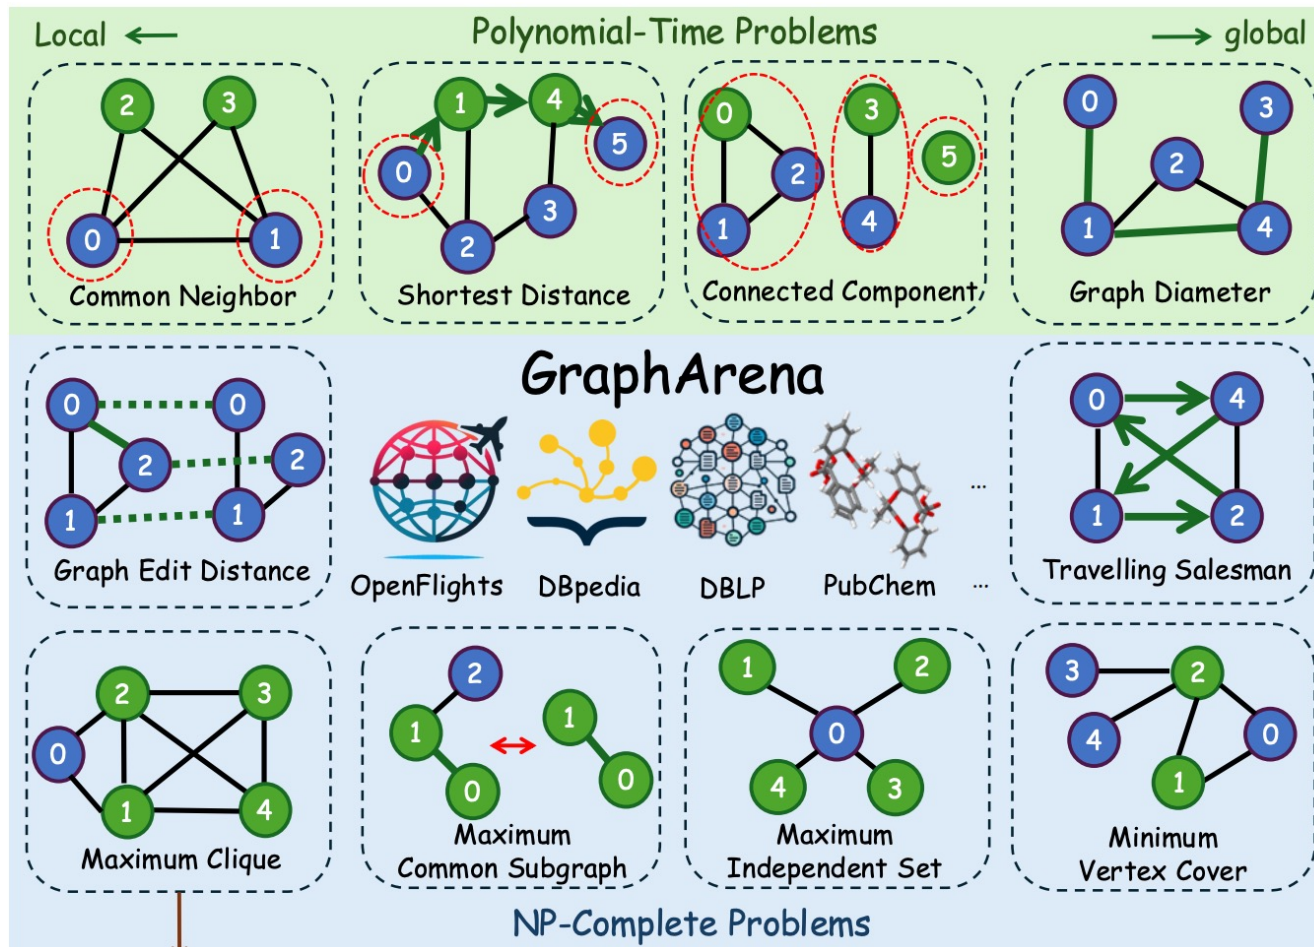 Local
Polynomial-Time Problems
global
2 3
0 1
Common Neighbor
1 4
0 5
2 3
Shortest Distance
0 3
2 5
1 4
Connected Component
0 3
2
1 4
Graph Diameter
GraphArena
0 0
2 2
1 1
Graph Edit Distance
OpenFlights
DBpedia
DBLP
PubChem
...
...
0 4
1 2
Travelling Salesman
2 3
0
1 4
Maximum Clique
2
1 1
0 0
Maximum
Common Subgraph
1 2
0
4 3
Maximum
Independent Set
3 2
4 0
1
Minimum
Vertex Cover
NP-Complete Problems